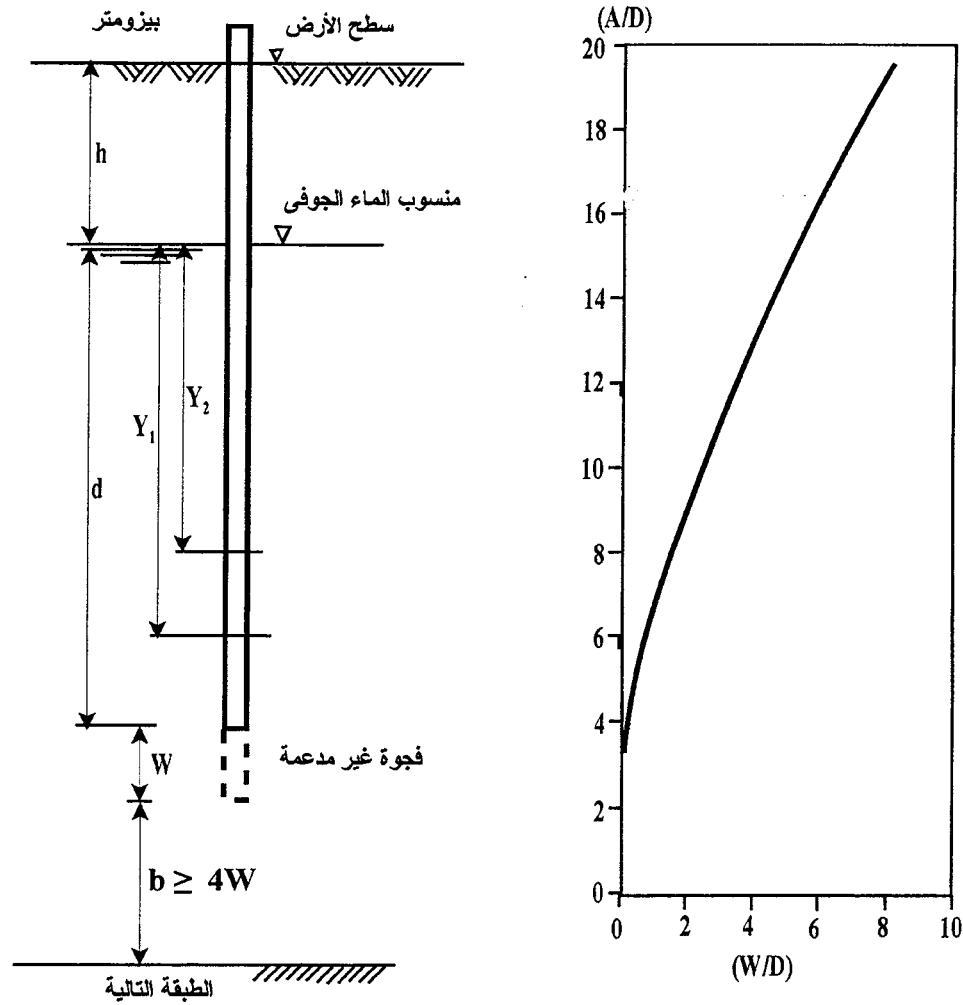 بيزومتر
سطح الأرض
h
منسوب الماء الجوفى
Y₂
Y₁
d
W
فجوة غير مدعمة
b ≥ 4W
الطبقة التالية
(A/D)
20
18
16
14
12
10
8
6
4
2
0
0 2 4 6 8 10
(W/D)